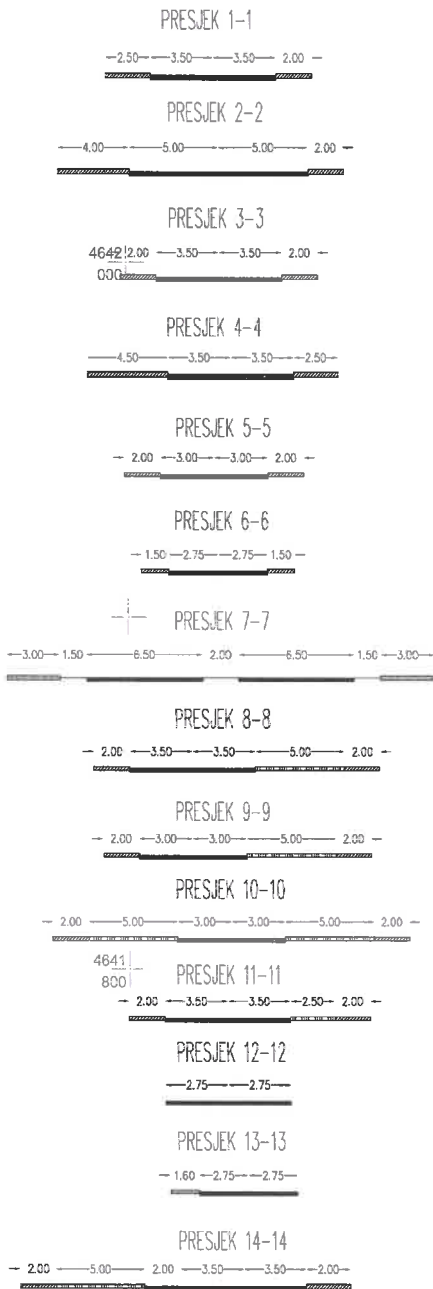 PRESJEK 1-1
2.50 3.50 3.50 2.00
PRESJEK 2-2
4.00 5.00 5.00 2.00
PRESJEK 3-3
4642 2.00 3.50 3.50 2.00
000
PRESJEK 4-4
4.50 3.50 3.50 2.50
PRESJEK 5-5
2.00 3.00 3.00 2.00
PRESJEK 6-6
1.50 2.75 2.75 1.50
PRESJEK 7-7
3.00 1.50 6.50 2.00 6.50 1.50 3.00
PRESJEK 8-8
2.00 3.50 3.50 5.00 2.00
PRESJEK 9-9
2.00 3.00 3.00 5.00 2.00
PRESJEK 10-10
2.00 5.00 3.00 3.00 5.00 2.00
4641
800
PRESJEK 11-11
2.00 3.50 3.50 2.50 2.00
PRESJEK 12-12
2.75 2.75
PRESJEK 13-13
1.60 2.75 2.75
PRESJEK 14-14
2.00 5.00 2.00 3.50 3.50 2.00